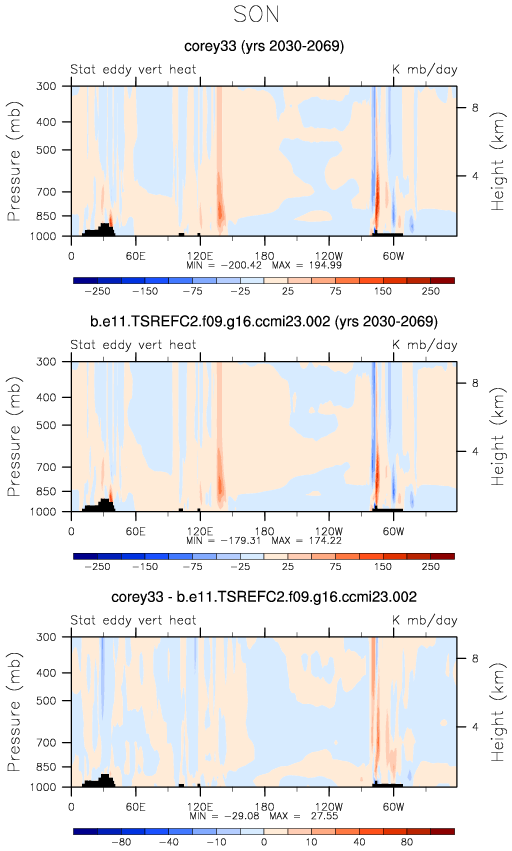 SON
corey33 (yrs 2030-2069)
Stat eddy vert heat K mb/day
300 400 500 700 850 1000
Pressure (mb)
8 4
Height (km)
0 60E 120E 180 120W 60W
MIN = -200.42 MAX = 194.99
-250 -150 -75 -25 25 75 150 250
b.e11.TSREFC2.f09.g16.ccmi23.002 (yrs 2030-2069)
Stat eddy vert heat K mb/day
300 400 500 700 850 1000
Pressure (mb)
8 4
Height (km)
0 60E 120E 180 120W 60W
MIN = -179.31 MAX = 174.22
-250 -150 -75 -25 25 75 150 250
corey33 - b.e11.TSREFC2.f09.g16.ccmi23.002
Stat eddy vert heat K mb/day
300 400 500 700 850 1000
Pressure (mb)
8 4
Height (km)
0 60E 120E 180 120W 60W
MIN = -29.08 MAX = 27.55
-80 -40 -10 0 10 40 80